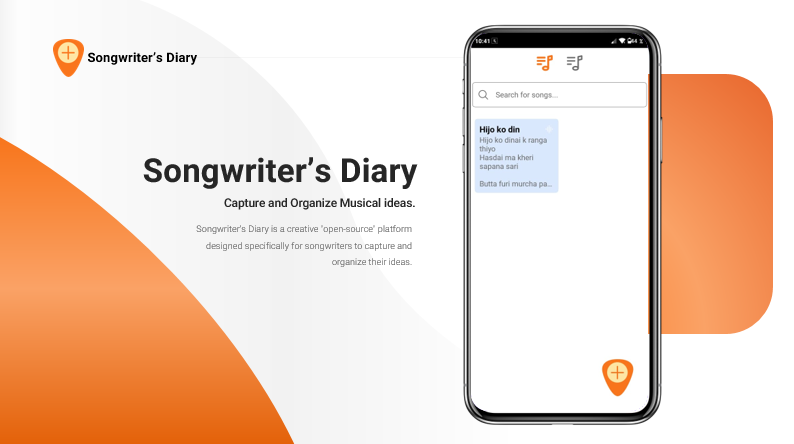 Songwriter's Diary
Songwriter's Diary
Capture and Organize Musical ideas.
Songwriter's Diary is a creative "open-source" platform
designed specifically for songwriters to capture and
organize their ideas.
10:41
Search for songs...
Hijo ko din
Hijo ko dinai k ranga
thiyo
Hasdai ma kheri
sapana sari
Butta furi murcha pa...